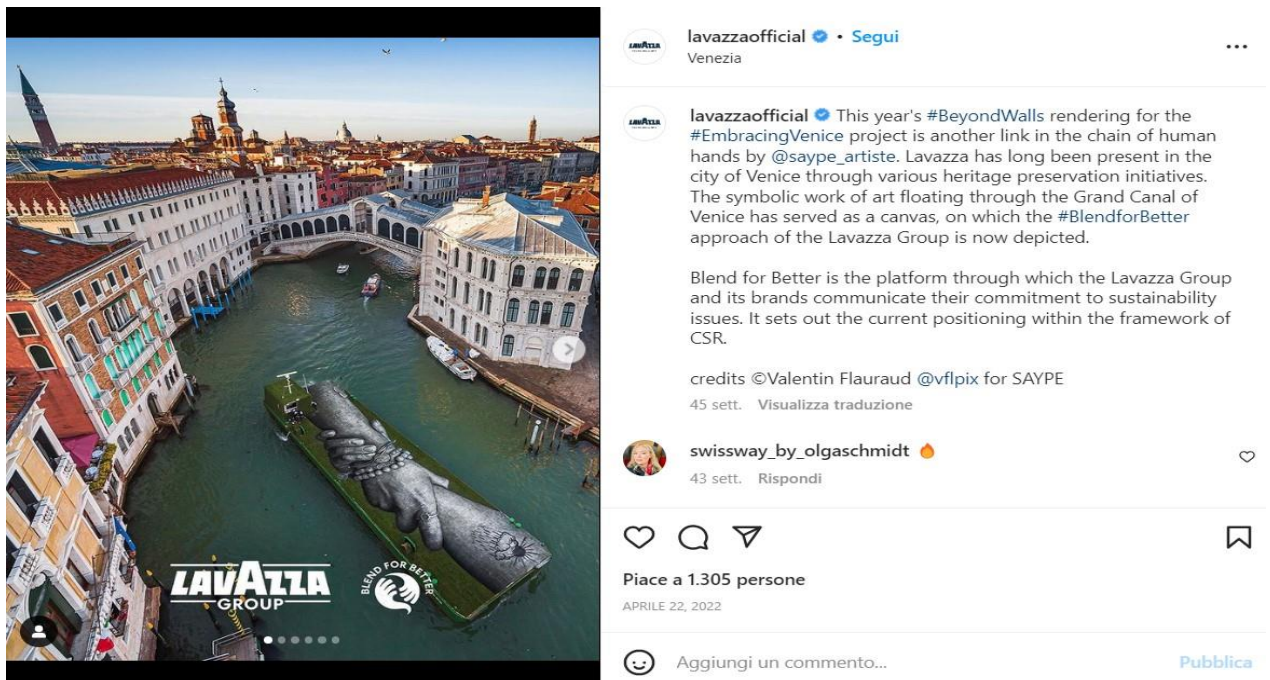 LAVAZZA
GROUP
BLEND FOR BETTER
lavazzaofficial • Segui
Venezia
lavazzaofficial This year's #BeyondWalls rendering for the
#EmbracingVenice project is another link in the chain of human
hands by @saype_artiste. Lavazza has long been present in the
city of Venice through various heritage preservation initiatives.
The symbolic work of art floating through the Grand Canal of
Venice has served as a canvas, on which the #BlendforBetter
approach of the Lavazza Group is now depicted.
Blend for Better is the platform through which the Lavazza Group
and its brands communicate their commitment to sustainability
issues. It sets out the current positioning within the framework of
CSR.
credits ©Valentin Flauraud @vflpix for SAYPE
45 sett. Visualizza traduzione
swissway_by_olgaschmidt 🔥
43 sett. Rispondi
Piace a 1.305 persone
APRILE 22, 2022
Aggiungi un commento... Pubblica